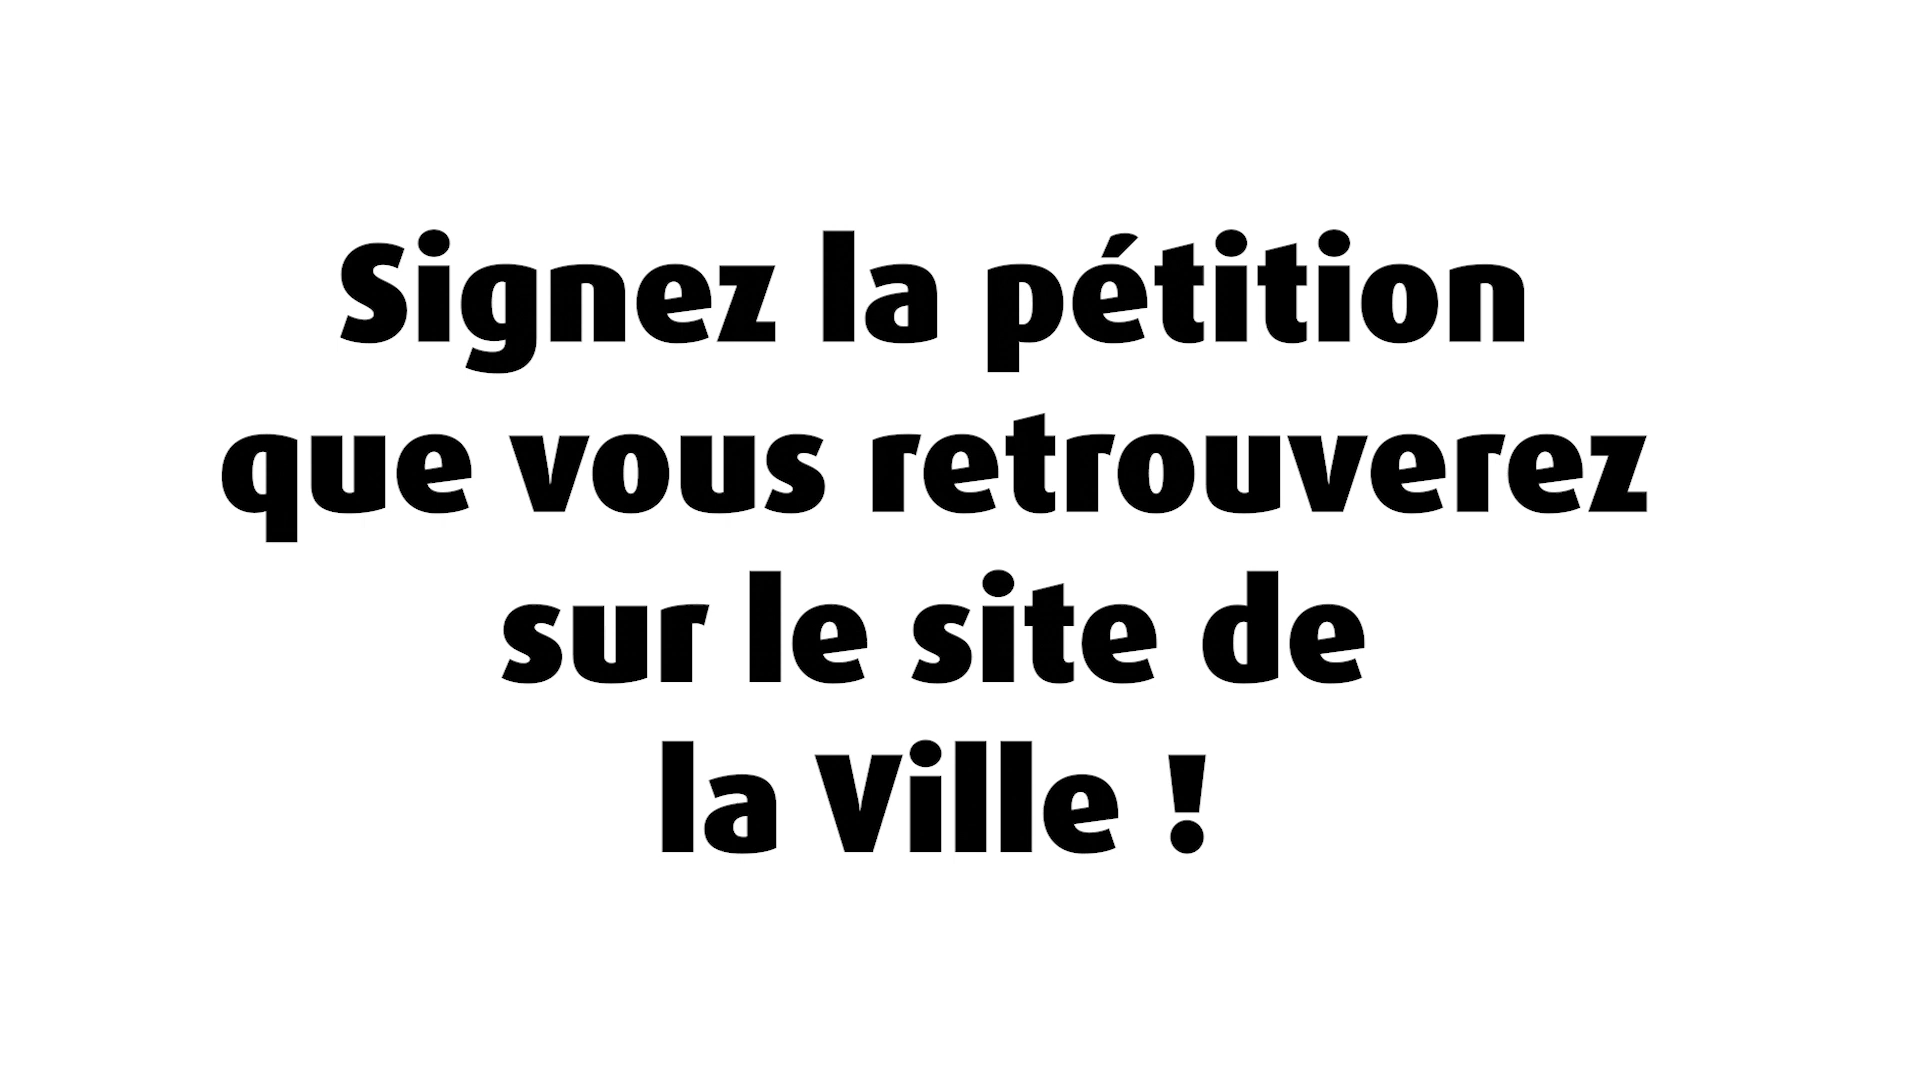 Signez la pétition
que vous retrouverez
sur le site de
la Ville !